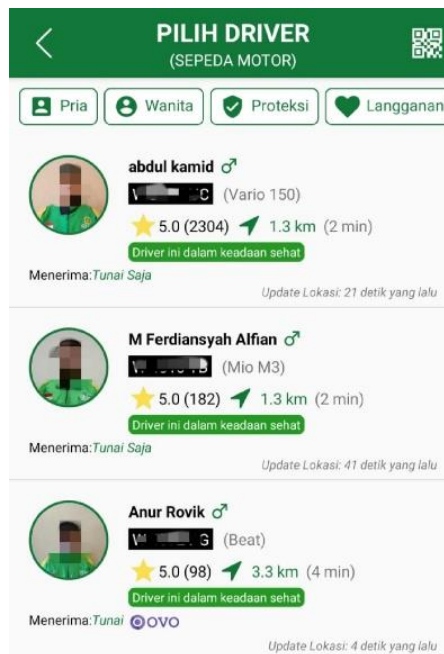 PILIH DRIVER
(SEPEDA MOTOR)
Pria Wanita Proteksi Langganan
abdul kamid
(Vario 150)
5.0 (2304) 1.3 km (2 min)
Driver ini dalam keadaan sehat
Menerima:Tunai Saja
Update Lokasi: 21 detik yang lalu
M Ferdiansyah Alfian
(Mio M3)
5.0 (182) 1.3 km (2 min)
Driver ini dalam keadaan sehat
Menerima:Tunai Saja
Update Lokasi: 41 detik yang lalu
Anur Rovik
(Beat)
5.0 (98) 3.3 km (4 min)
Driver ini dalam keadaan sehat
Menerima:Tunai OVO
Update Lokasi: 4 detik yang lalu